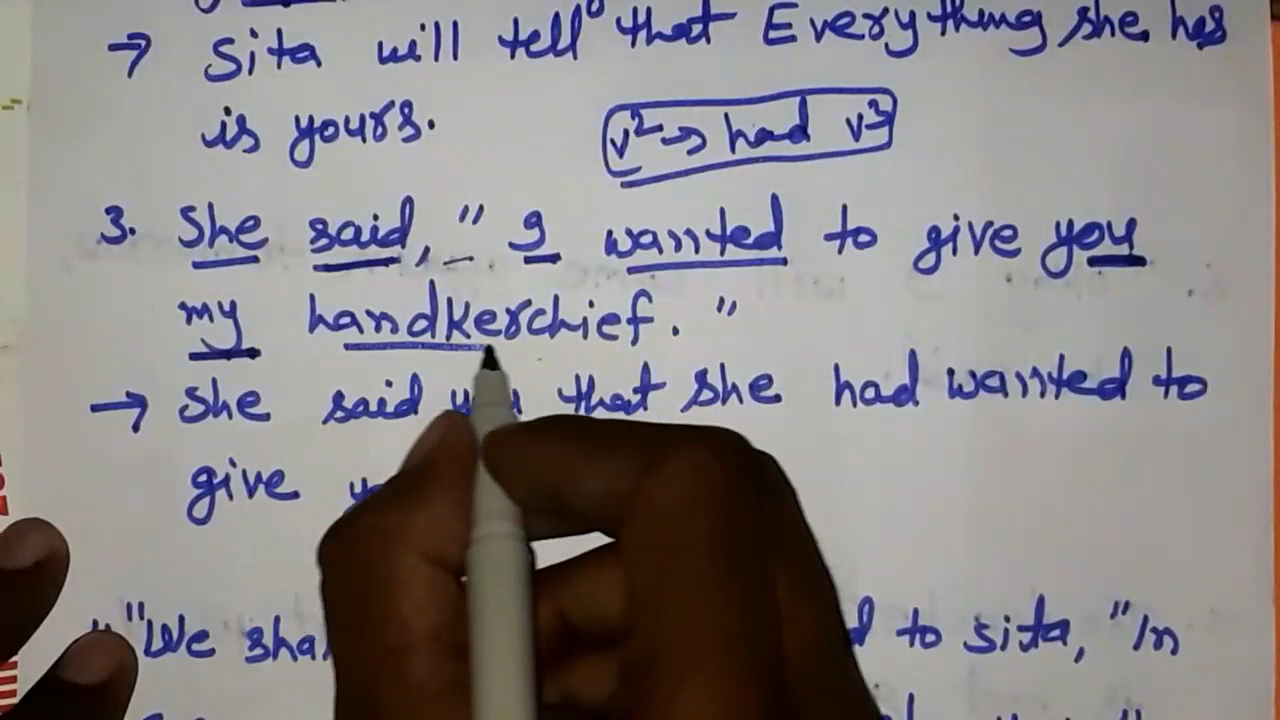 → Sita will tell that Everything she has
is yours.
v² → had v³
3. She said, " I wanted to give you
my handkerchief. "
→ She said that she had wanted to
give
"We to sita, "In